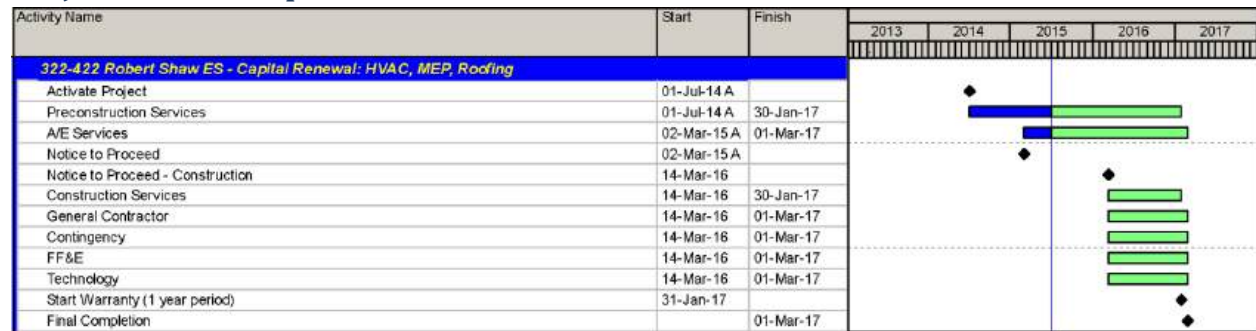 Activity Name Start Finish
2013 2014 2015 2016 2017
322-422 Robert Shaw ES - Capital Renewal: HVAC, MEP, Roofing
Activate Project 01-Jul-14 A
Preconstruction Services 01-Jul-14 A 30-Jan-17
A/E Services 02-Mar-15 A 01-Mar-17
Notice to Proceed 02-Mar-15 A
Notice to Proceed - Construction 14-Mar-16
Construction Services 14-Mar-16 30-Jan-17
General Contractor 14-Mar-16 01-Mar-17
Contingency 14-Mar-16 01-Mar-17
FF&E 14-Mar-16 01-Mar-17
Technology 14-Mar-16 01-Mar-17
Start Warranty (1 year period) 31-Jan-17
Final Completion 01-Mar-17